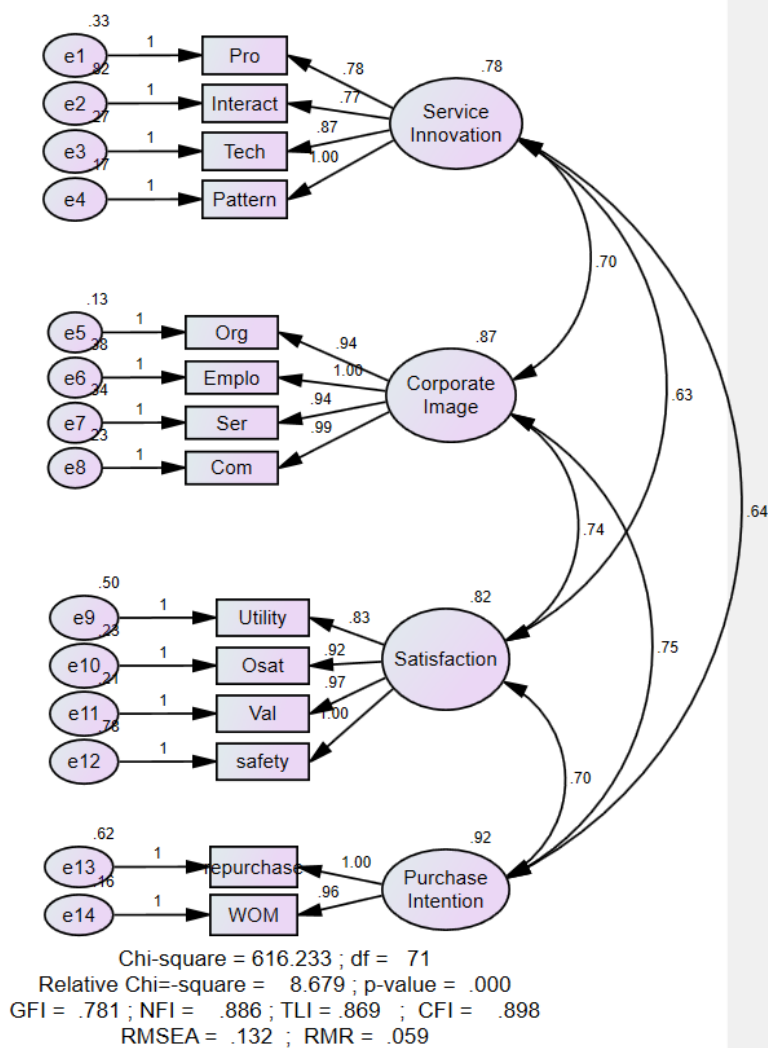 .33
e1 1 Pro
.82
e2 1 Interact
.27
e3 1 Tech
.17
e4 1 Pattern
.78 .78
.77
.87
1.00
Service
Innovation
.70
.13
e5 1 Org
.38
e6 1 Emplo
.34
e7 1 Ser
.23
e8 1 Com
.94 .87
1.00
.94
.99
Corporate
Image
.63
.64
.74
.50
e9 1 Utility
.23
e10 1 Osat
.21
e11 1 Val
.78
e12 1 safety
.83 .82
.92
.97
1.00
Satisfaction
.75
.70
.62
e13 1 repurchase
.16
e14 1 WOM
1.00 .92
.96
Purchase
Intention
Chi-square = 616.233 ; df = 71
Relative Chi=-square = 8.679 ; p-value = .000
GFI = .781 ; NFI = .886 ; TLI = .869 ; CFI = .898
RMSEA = .132 ; RMR = .059